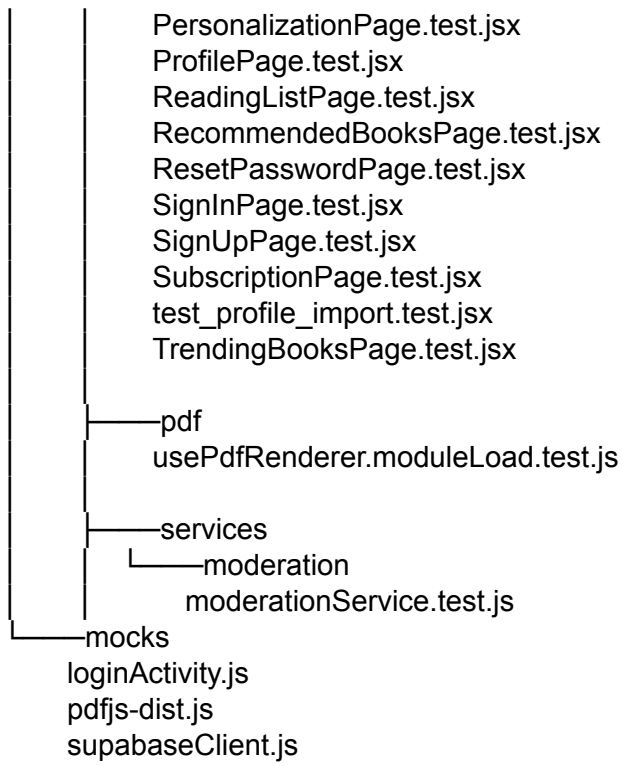 PersonalizationPage.test.jsx
ProfilePage.test.jsx
ReadingListPage.test.jsx
RecommendedBooksPage.test.jsx
ResetPasswordPage.test.jsx
SignInPage.test.jsx
SignUpPage.test.jsx
SubscriptionPage.test.jsx
test_profile_import.test.jsx
TrendingBooksPage.test.jsx
pdf
usePdfRenderer.moduleLoad.test.js
services
moderation
moderationService.test.js
mocks
loginActivity.js
pdfjs-dist.js
supabaseClient.js